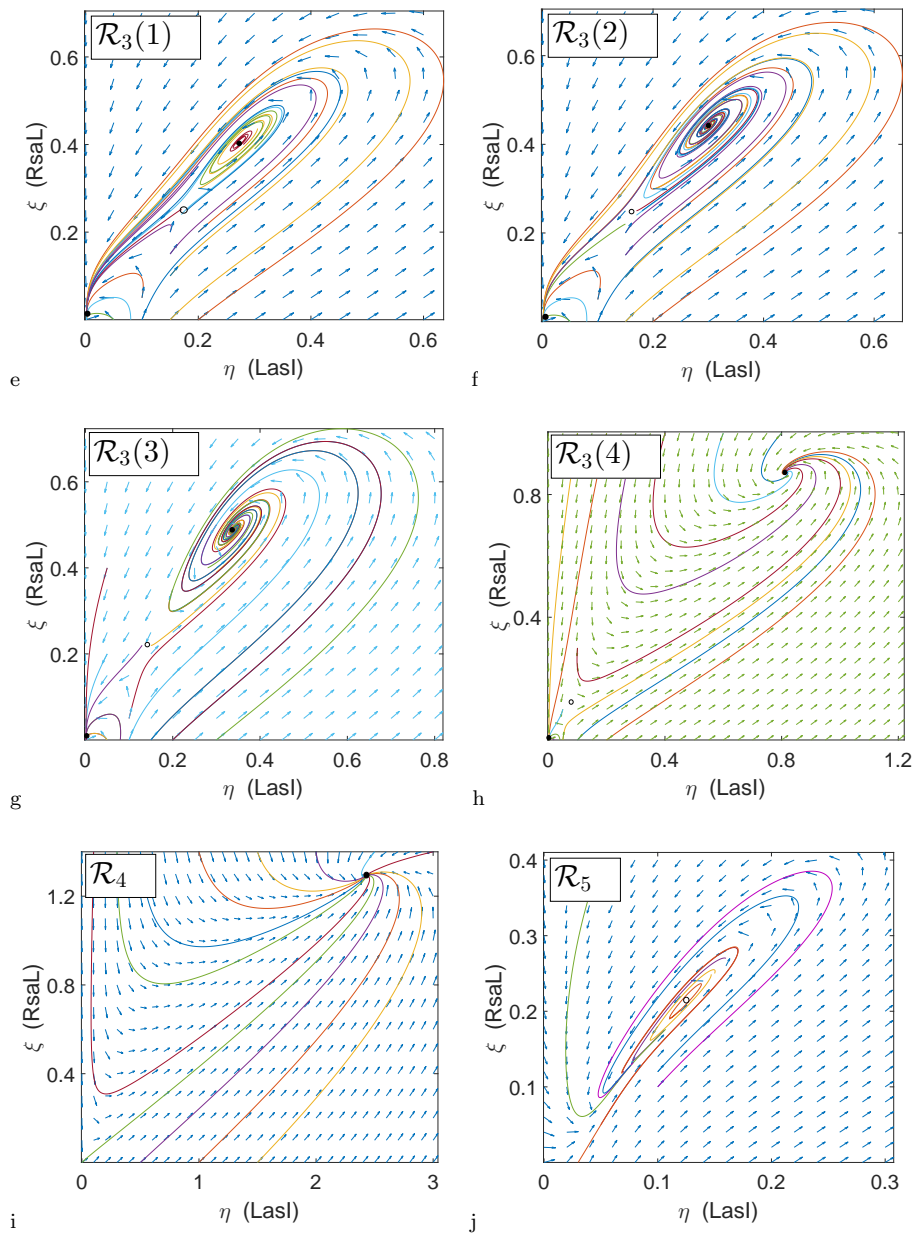 ℛ₃(1)
ξ (RsaL)
0.6
0.4
0.2
0 0.2 0.4 0.6
η (LasI)
e
ℛ₃(2)
ξ (RsaL)
0.6
0.4
0.2
0 0.2 0.4 0.6
η (LasI)
f
ℛ₃(3)
ξ (RsaL)
0.6
0.4
0.2
0 0.2 0.4 0.6 0.8
η (LasI)
g
ℛ₃(4)
ξ (RsaL)
0.8
0.4
0 0.4 0.8 1.2
η (LasI)
h
ℛ₄
ξ (RsaL)
1.2
0.8
0.4
0 1 2 3
η (LasI)
i
ℛ₅
ξ (RsaL)
0.4
0.3
0.2
0.1
0 0.1 0.2 0.3
η (LasI)
j